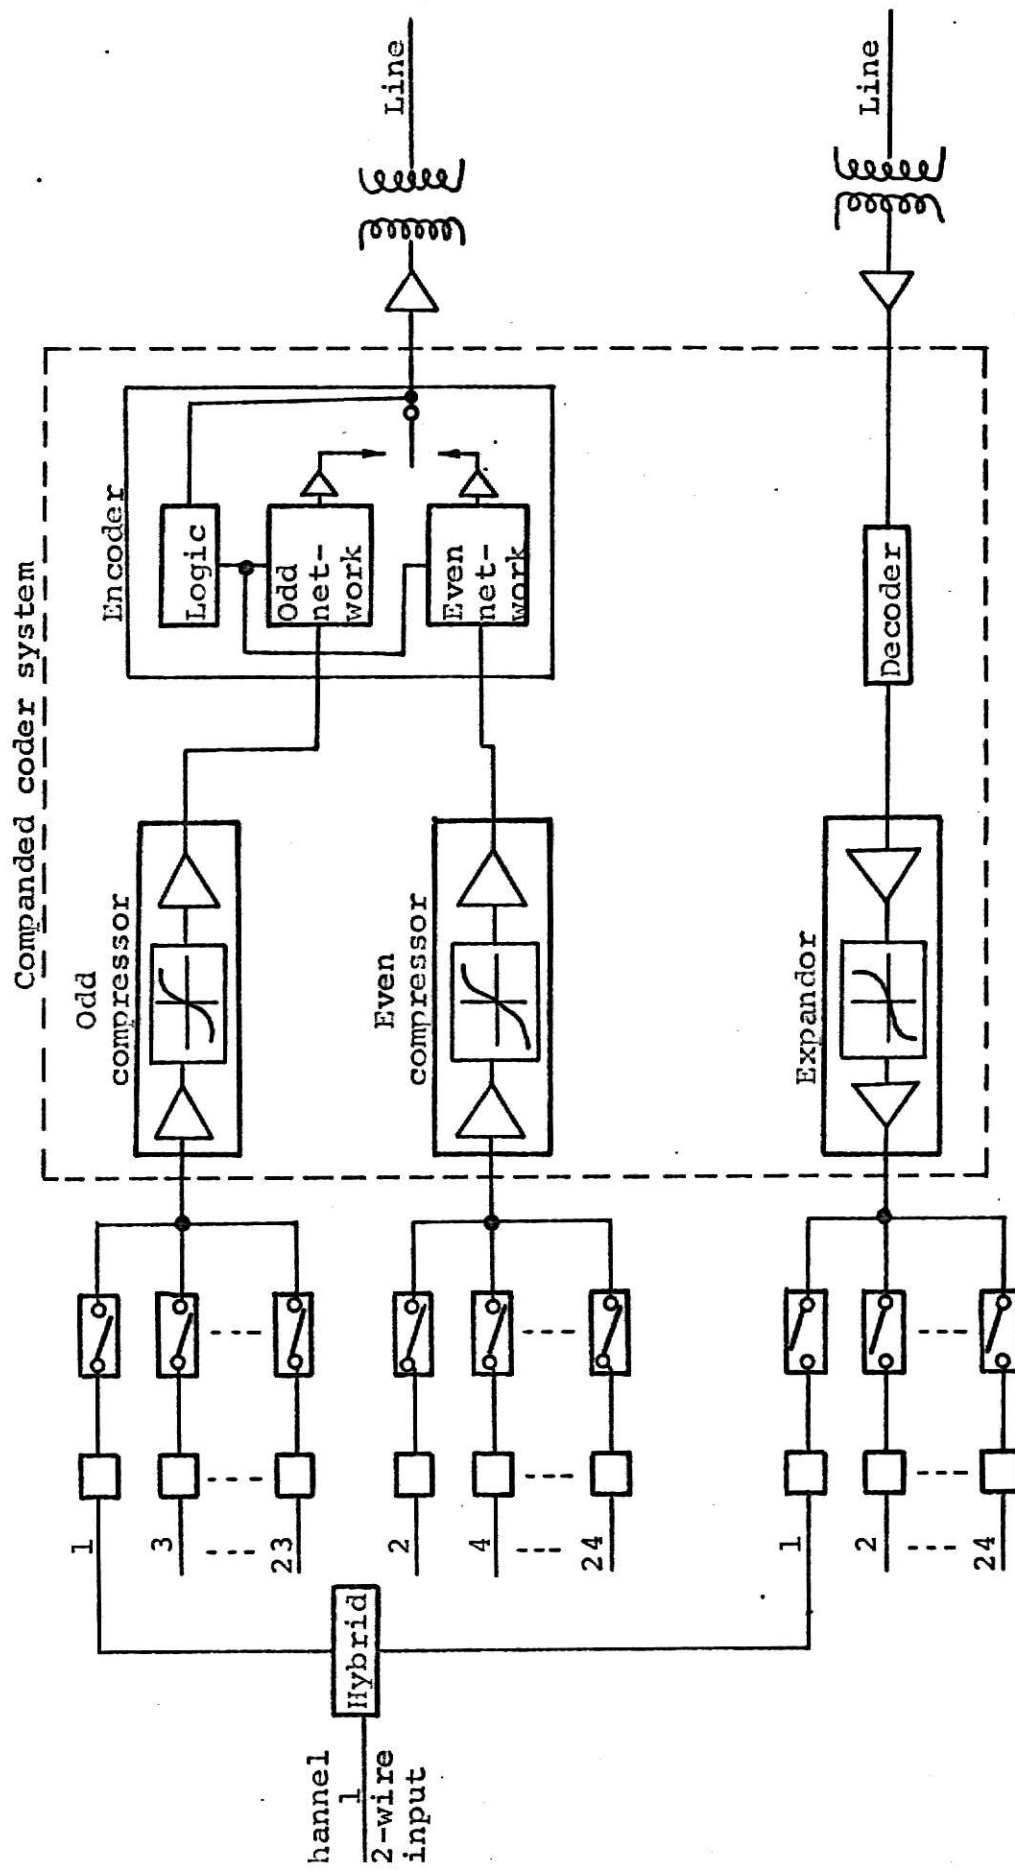 Companded coder system
Odd
compressor
Encoder
Logic
Odd
net-
work
Even
net-
work
Line
Even
compressor
Expandor
Decoder
Line
1
3
----
----
----
23
2
4
----
----
----
24
1
2
----
----
----
24
Hybrid
hannel
1
2-wire
input